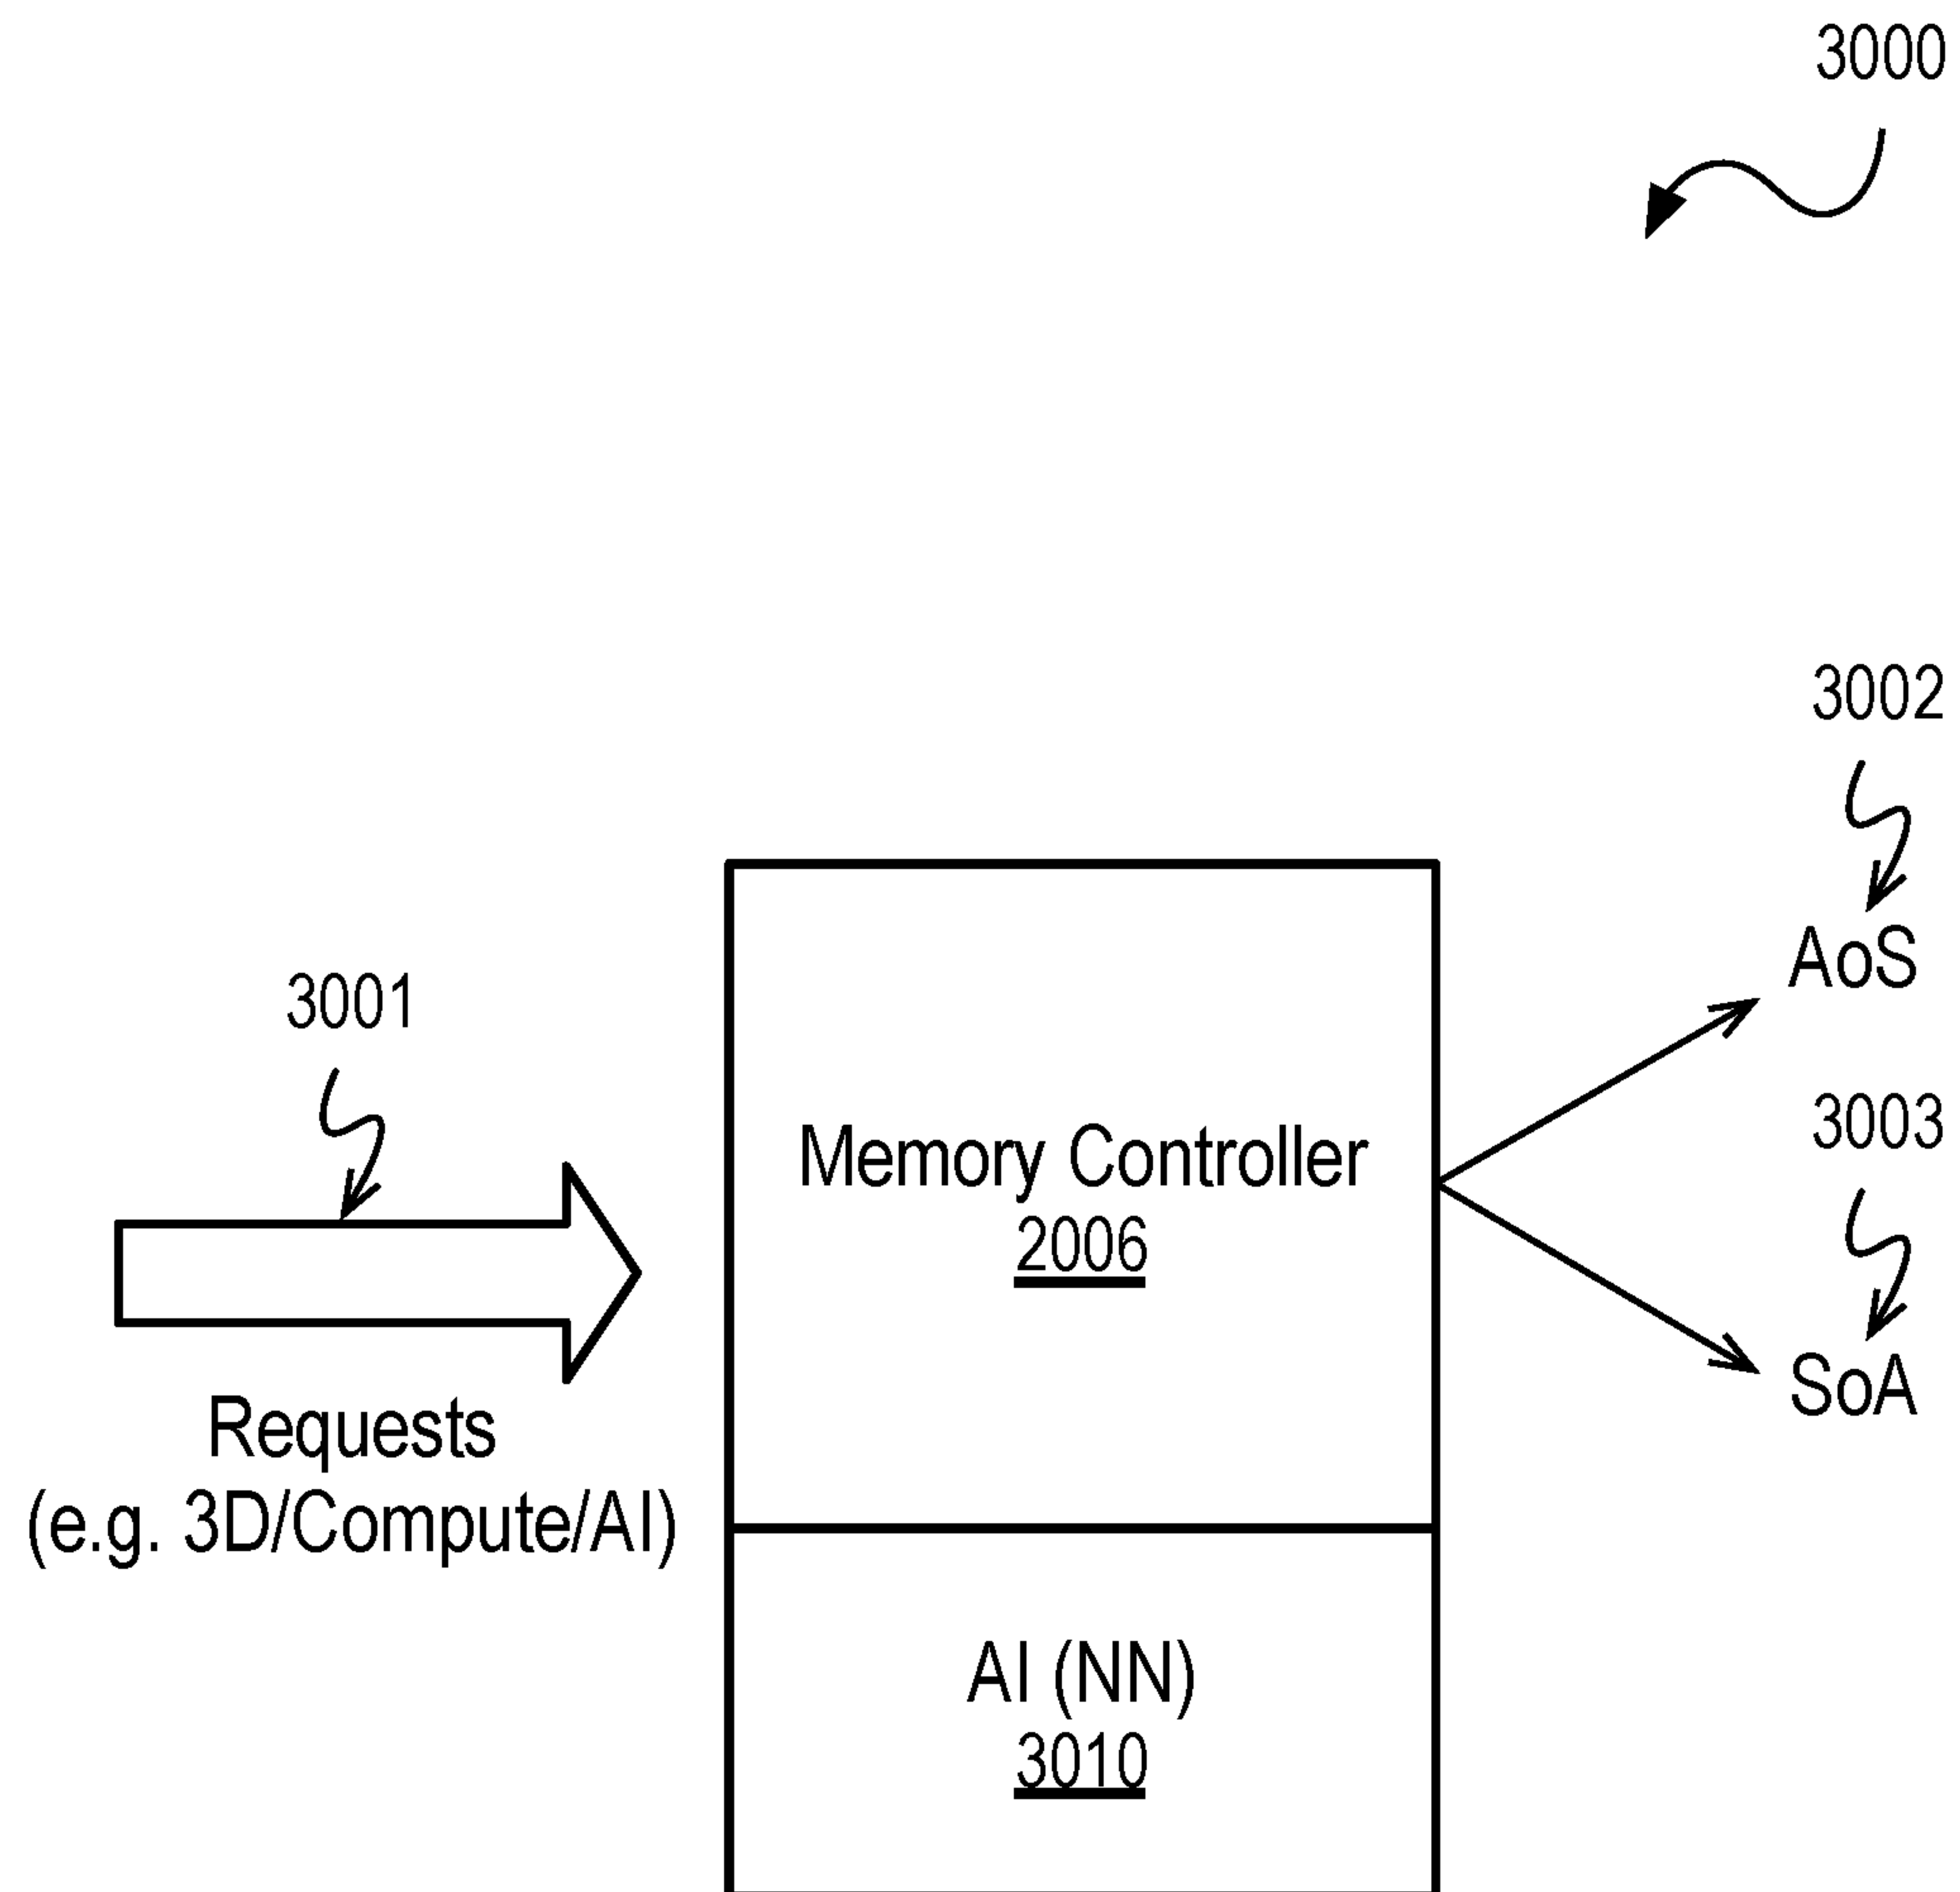 3000
3002
AoS
3001
3003
Memory Controller
2006
SoA
Requests
(e.g. 3D/Compute/AI)
AI (NN)
3010